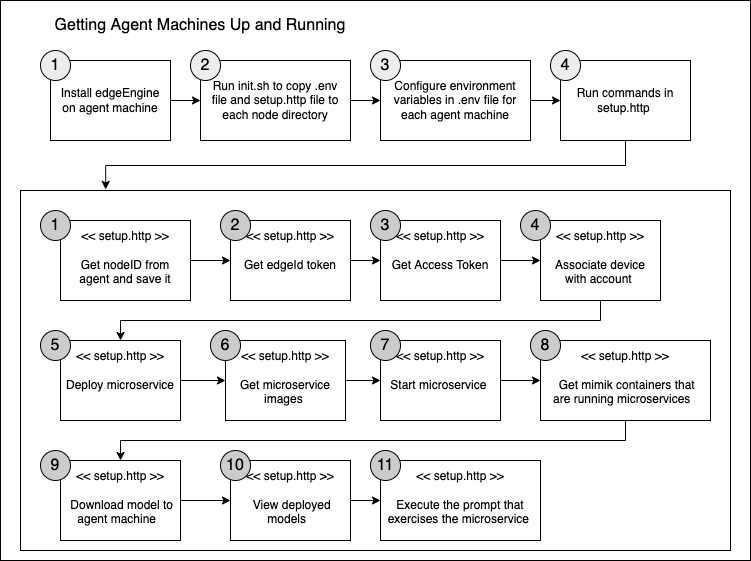 Getting Agent Machines Up and Running
1
Install edgeEngine
on agent machine
2
Run init.sh to copy .env
file and setup.http file to
each node directory
3
Configure environment
variables in .env file for
each agent machine
4
Run commands in
setup.http
1
<< setup.http >>
Get nodeID from
agent and save it
2
<< setup.http >>
Get edgeId token
3
<< setup.http >>
Get Access Token
4
<< setup.http >>
Associate device
with account
5
<< setup.http >>
Deploy microservice
6
<< setup.http >>
Get microservice
images
7
<< setup.http >>
Start microservice
8
<< setup.http >>
Get mimik containers that
are running microservices
9
<< setup.http >>
Download model to
agent machine
10
<< setup.http >>
View deployed
models
11
<< setup.http >>
Execute the prompt that
exercises the microservice